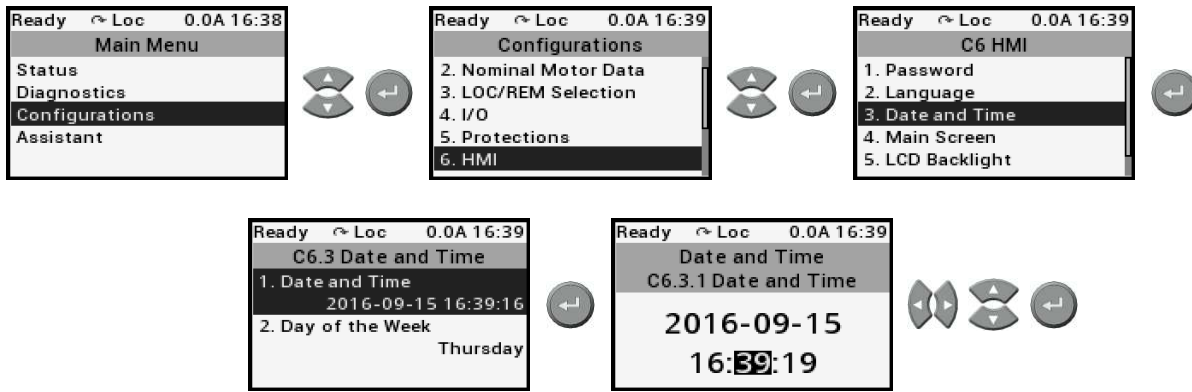 Ready ↷ Loc 0.0A 16:38
Main Menu
Status
Diagnostics
Configurations
Assistant
Ready ↷ Loc 0.0A 16:39
Configurations
2. Nominal Motor Data
3. LOC/REM Selection
4. I/O
5. Protections
6. HMI
Ready ↷ Loc 0.0A 16:39
C6 HMI
1. Password
2. Language
3. Date and Time
4. Main Screen
5. LCD Backlight
Ready ↷ Loc 0.0A 16:39
C6.3 Date and Time
1. Date and Time
2016-09-15 16:39:16
2. Day of the Week
Thursday
Ready ↷ Loc 0.0A 16:39
Date and Time
C6.3.1 Date and Time
2016-09-15
16:39:19